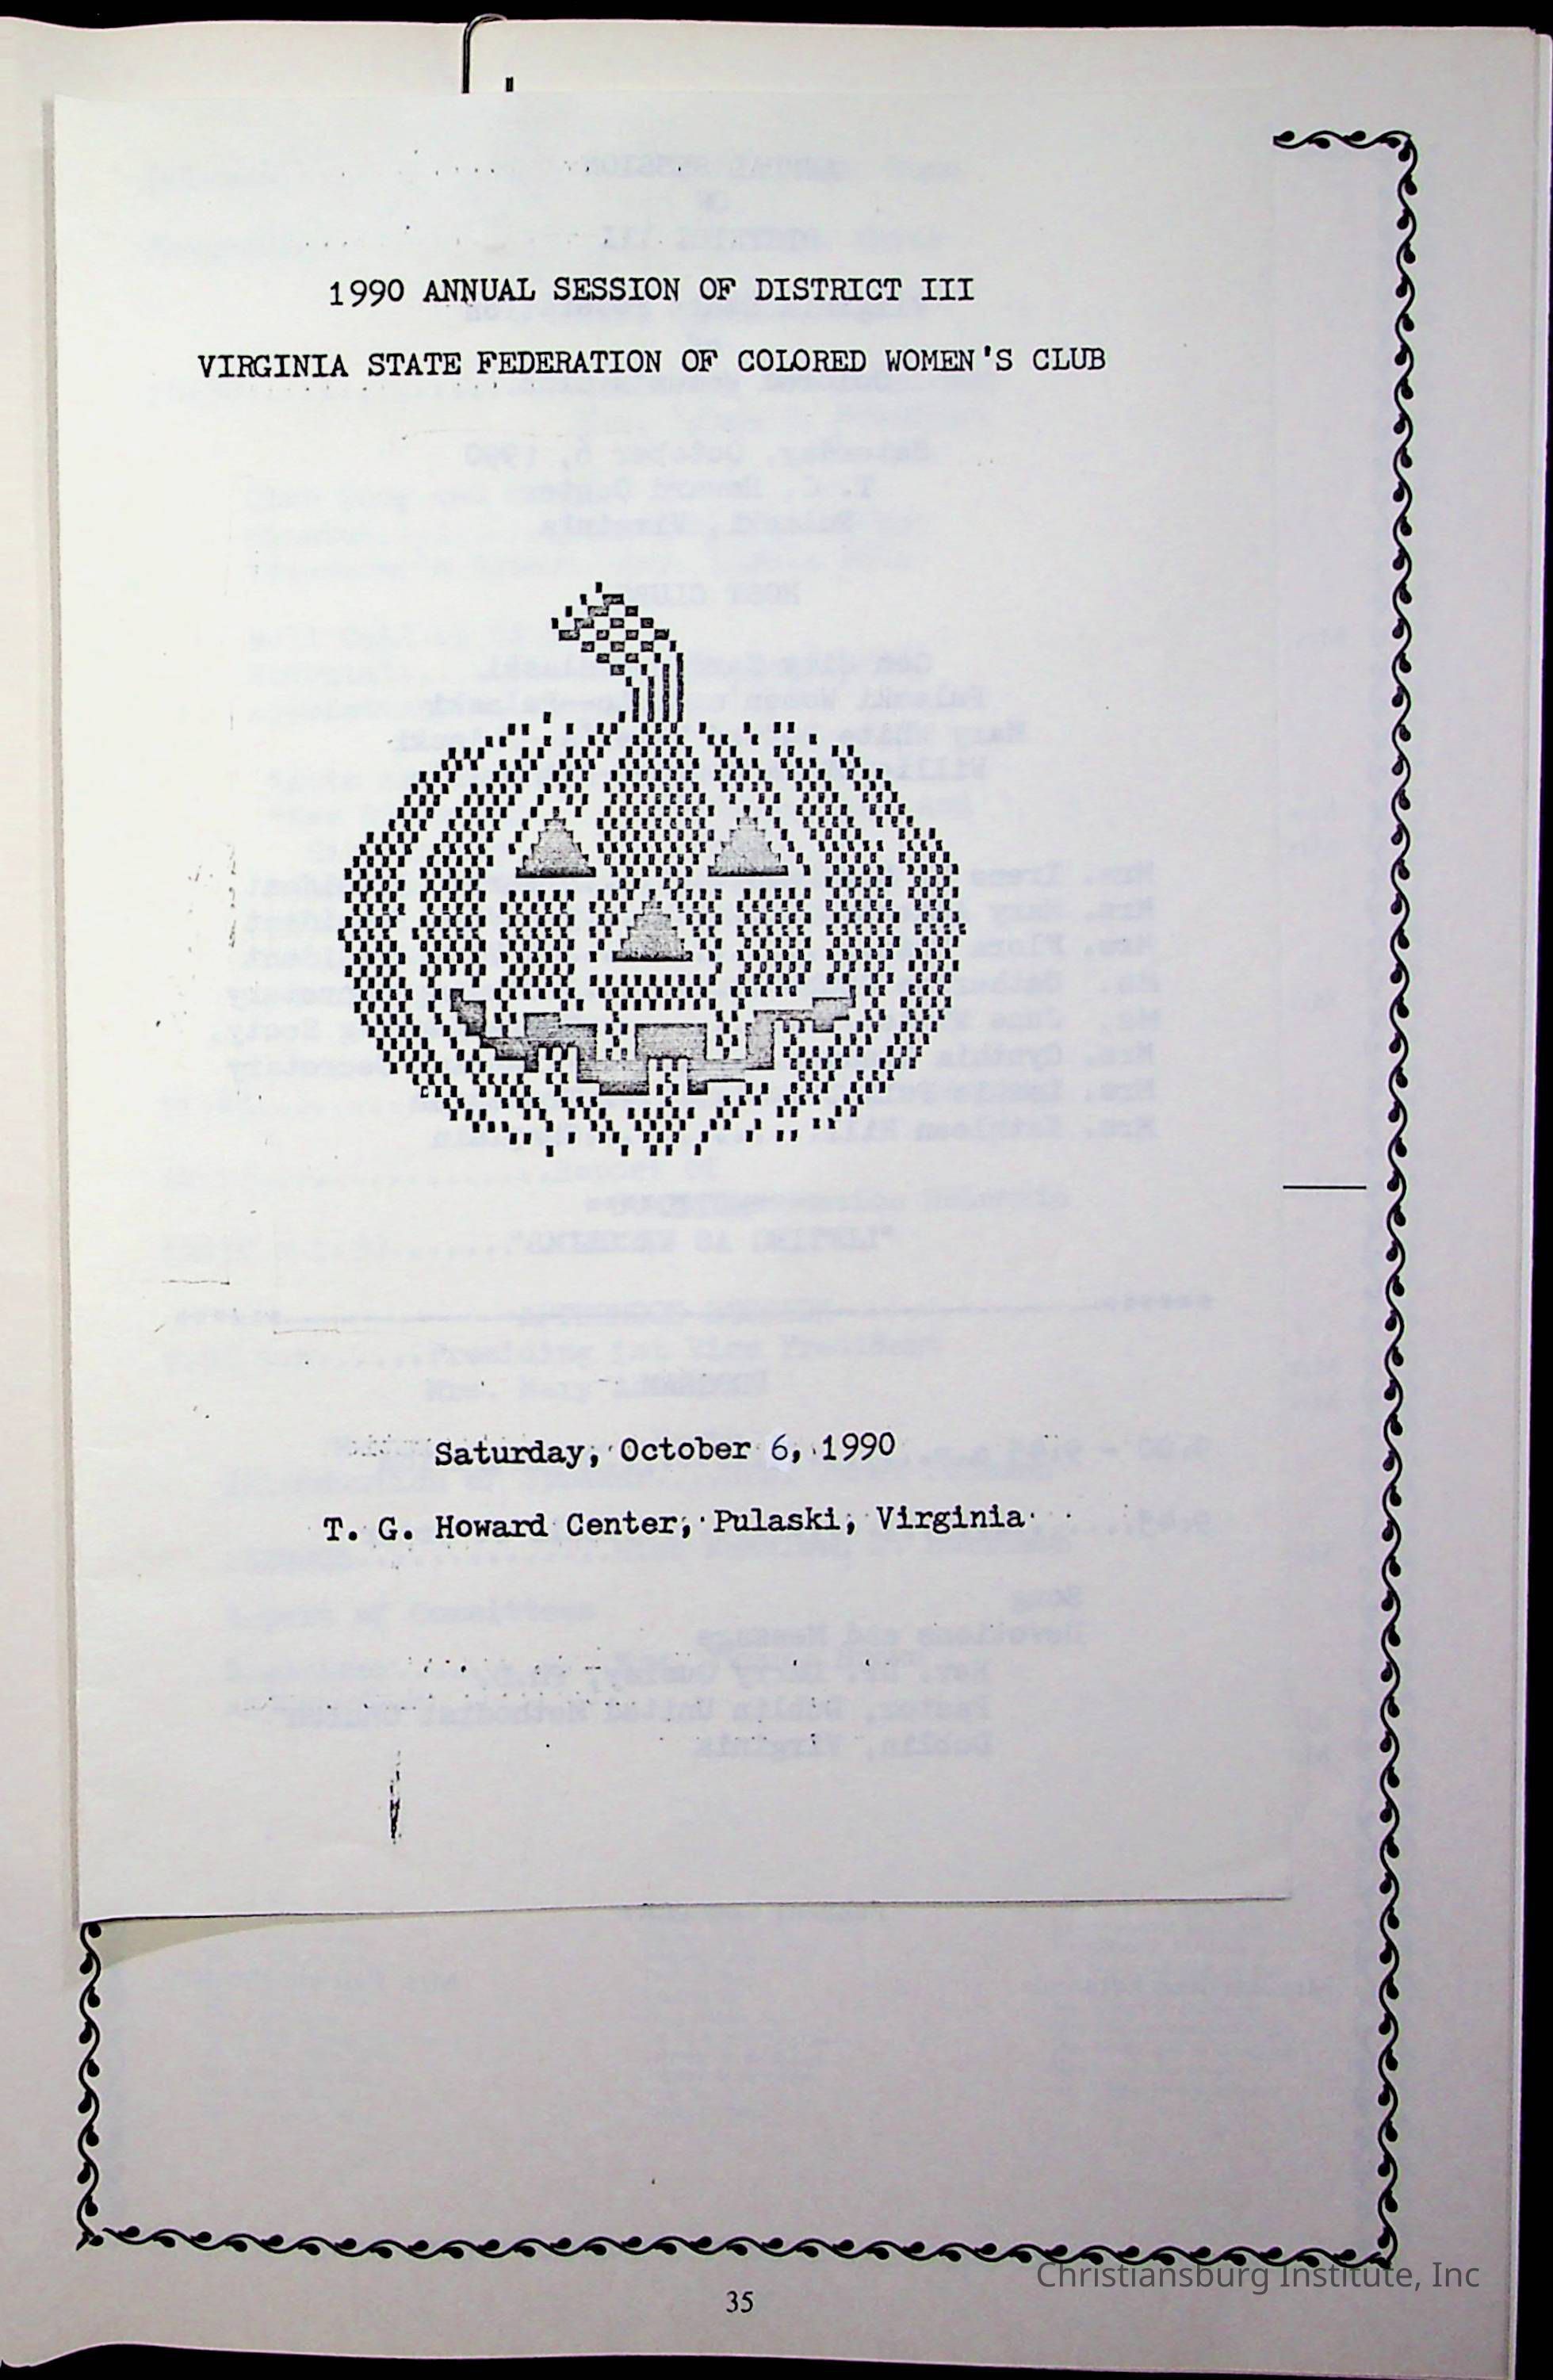 1990 ANNUAL SESSION OF DISTRICT III
VIRGINIA STATE FEDERATION OF COLORED WOMEN'S CLUB
Saturday, October 6, 1990
T. G. Howard Center, Pulaski, Virginia
Christiansburg Institute, Inc
35